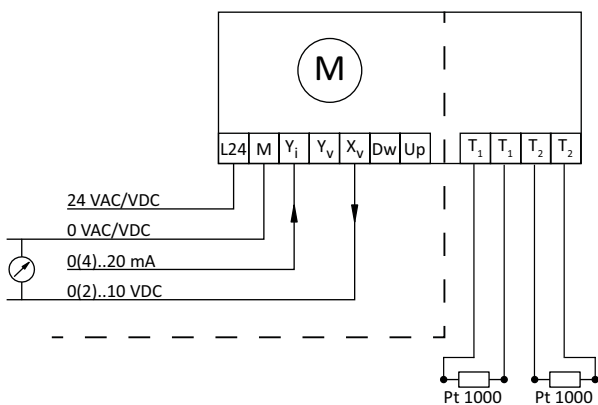 M
L24 M Yi Yv Xv Dw Up T1 T1 T2 T2
24 VAC/VDC
0 VAC/VDC
0(4)..20 mA
0(2)..10 VDC
Pt 1000 Pt 1000